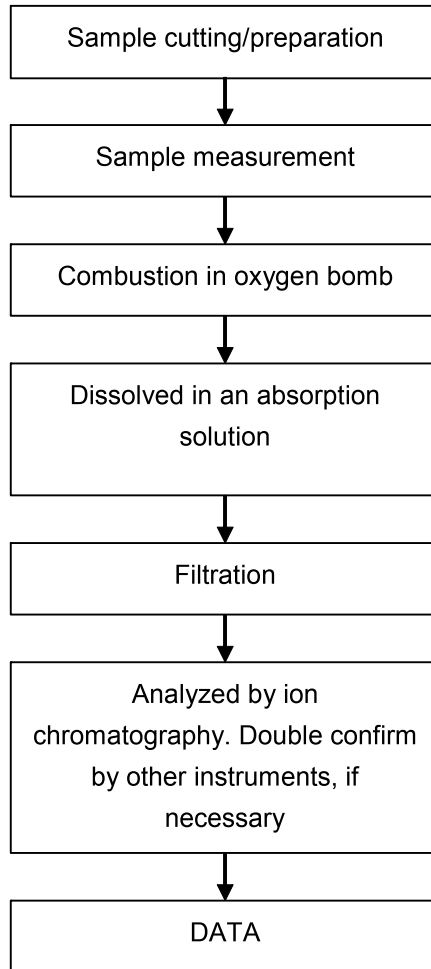 Sample cutting/preparation
Sample measurement
Combustion in oxygen bomb
Dissolved in an absorption
solution
Filtration
Analyzed by ion
chromatography. Double confirm
by other instruments, if
necessary
DATA